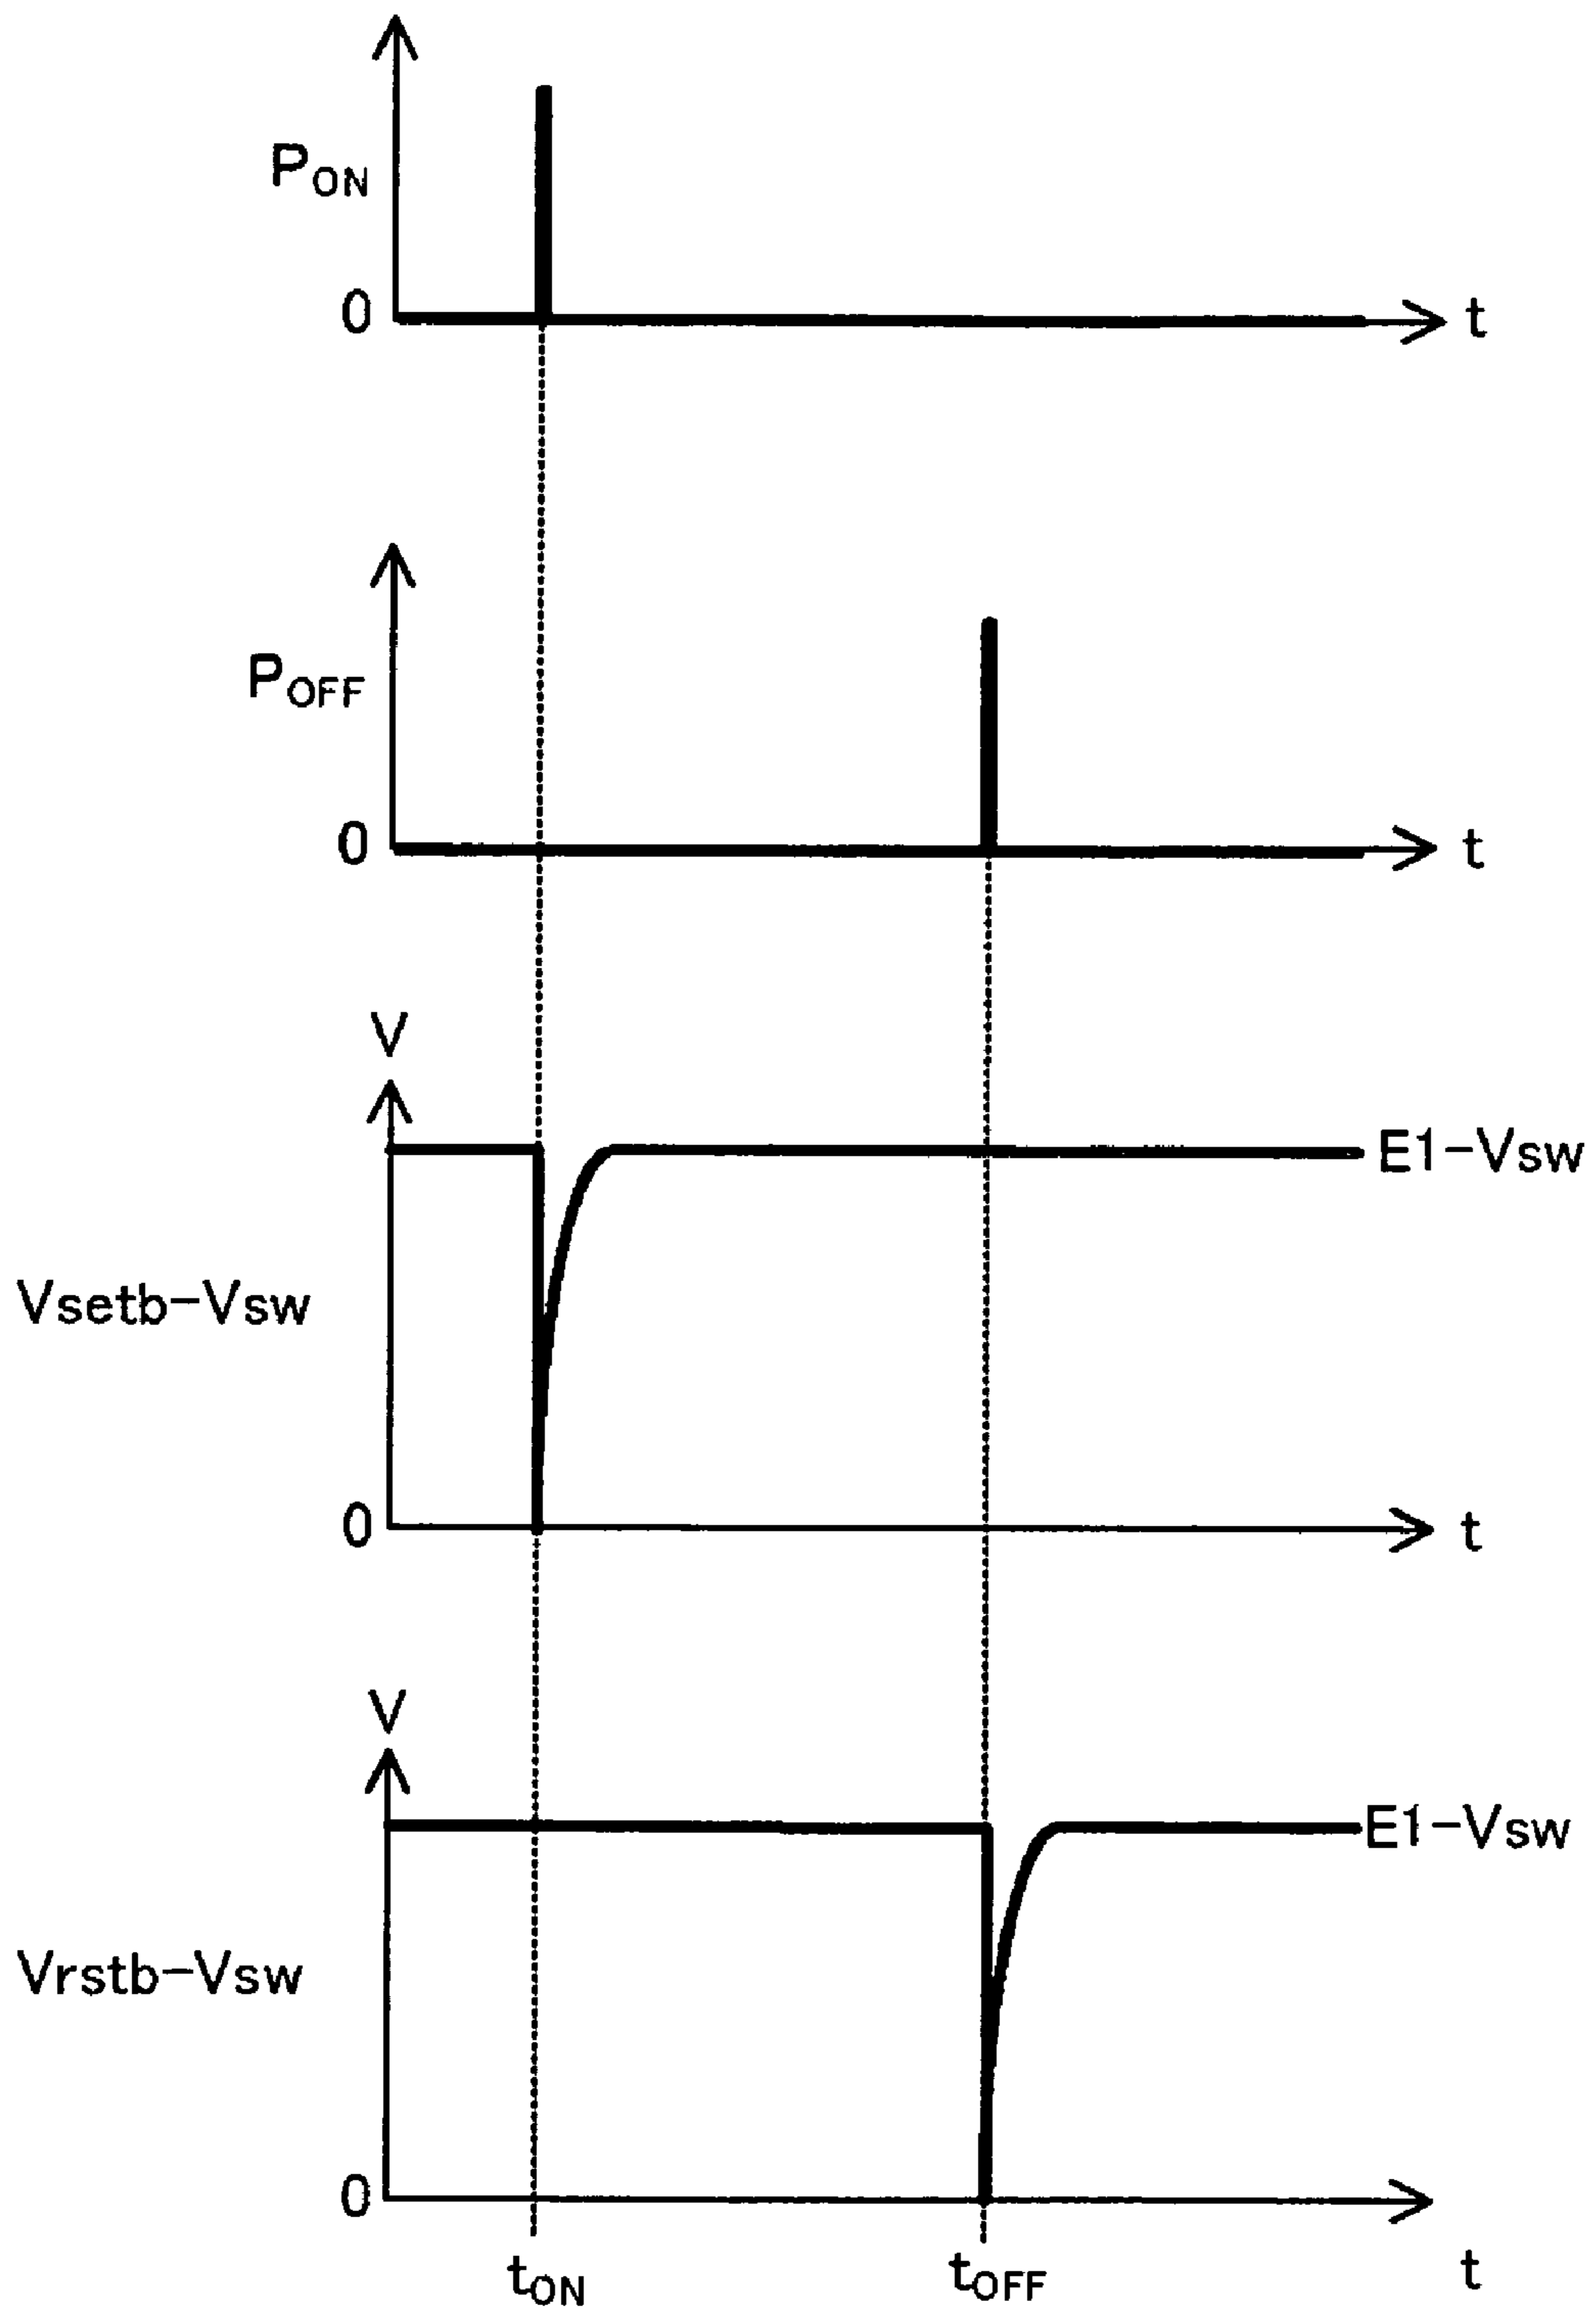 P_ON
0
t
P_OFF
0
t
V
E1-Vsw
Vsetb-Vsw
0
t
V
E1-Vsw
Vrstb-Vsw
0
t_ON
t_OFF
t